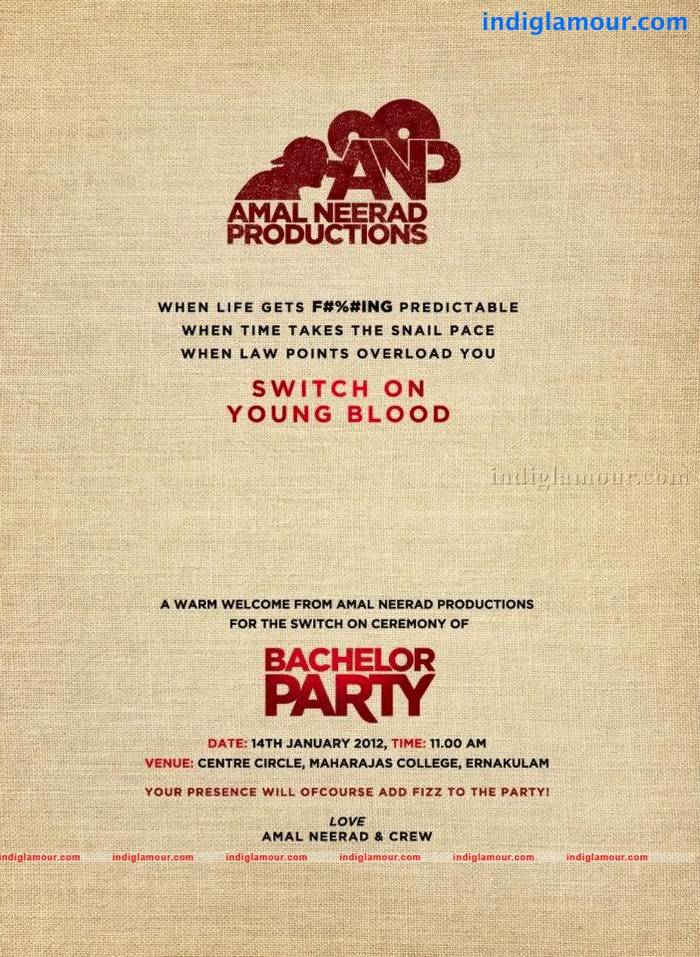 indiglamour.com
AND
AMAL NEERAD
PRODUCTIONS
WHEN LIFE GETS F#%#ING PREDICTABLE
WHEN TIME TAKES THE SNAIL PACE
WHEN LAW POINTS OVERLOAD YOU
SWITCH ON
YOUNG BLOOD
indiglamour.com
A WARM WELCOME FROM AMAL NEERAD PRODUCTIONS
FOR THE SWITCH ON CEREMONY OF
BACHELOR
PARTY
DATE: 14TH JANUARY 2012, TIME: 11.00 AM
VENUE: CENTRE CIRCLE, MAHARAJAS COLLEGE, ERNAKULAM
YOUR PRESENCE WILL OFCOURSE ADD FIZZ TO THE PARTY!
LOVE
AMAL NEERAD & CREW
indiglamour.com indiglamour.com indiglamour.com indiglamour.com indiglamour.com indiglamour.com